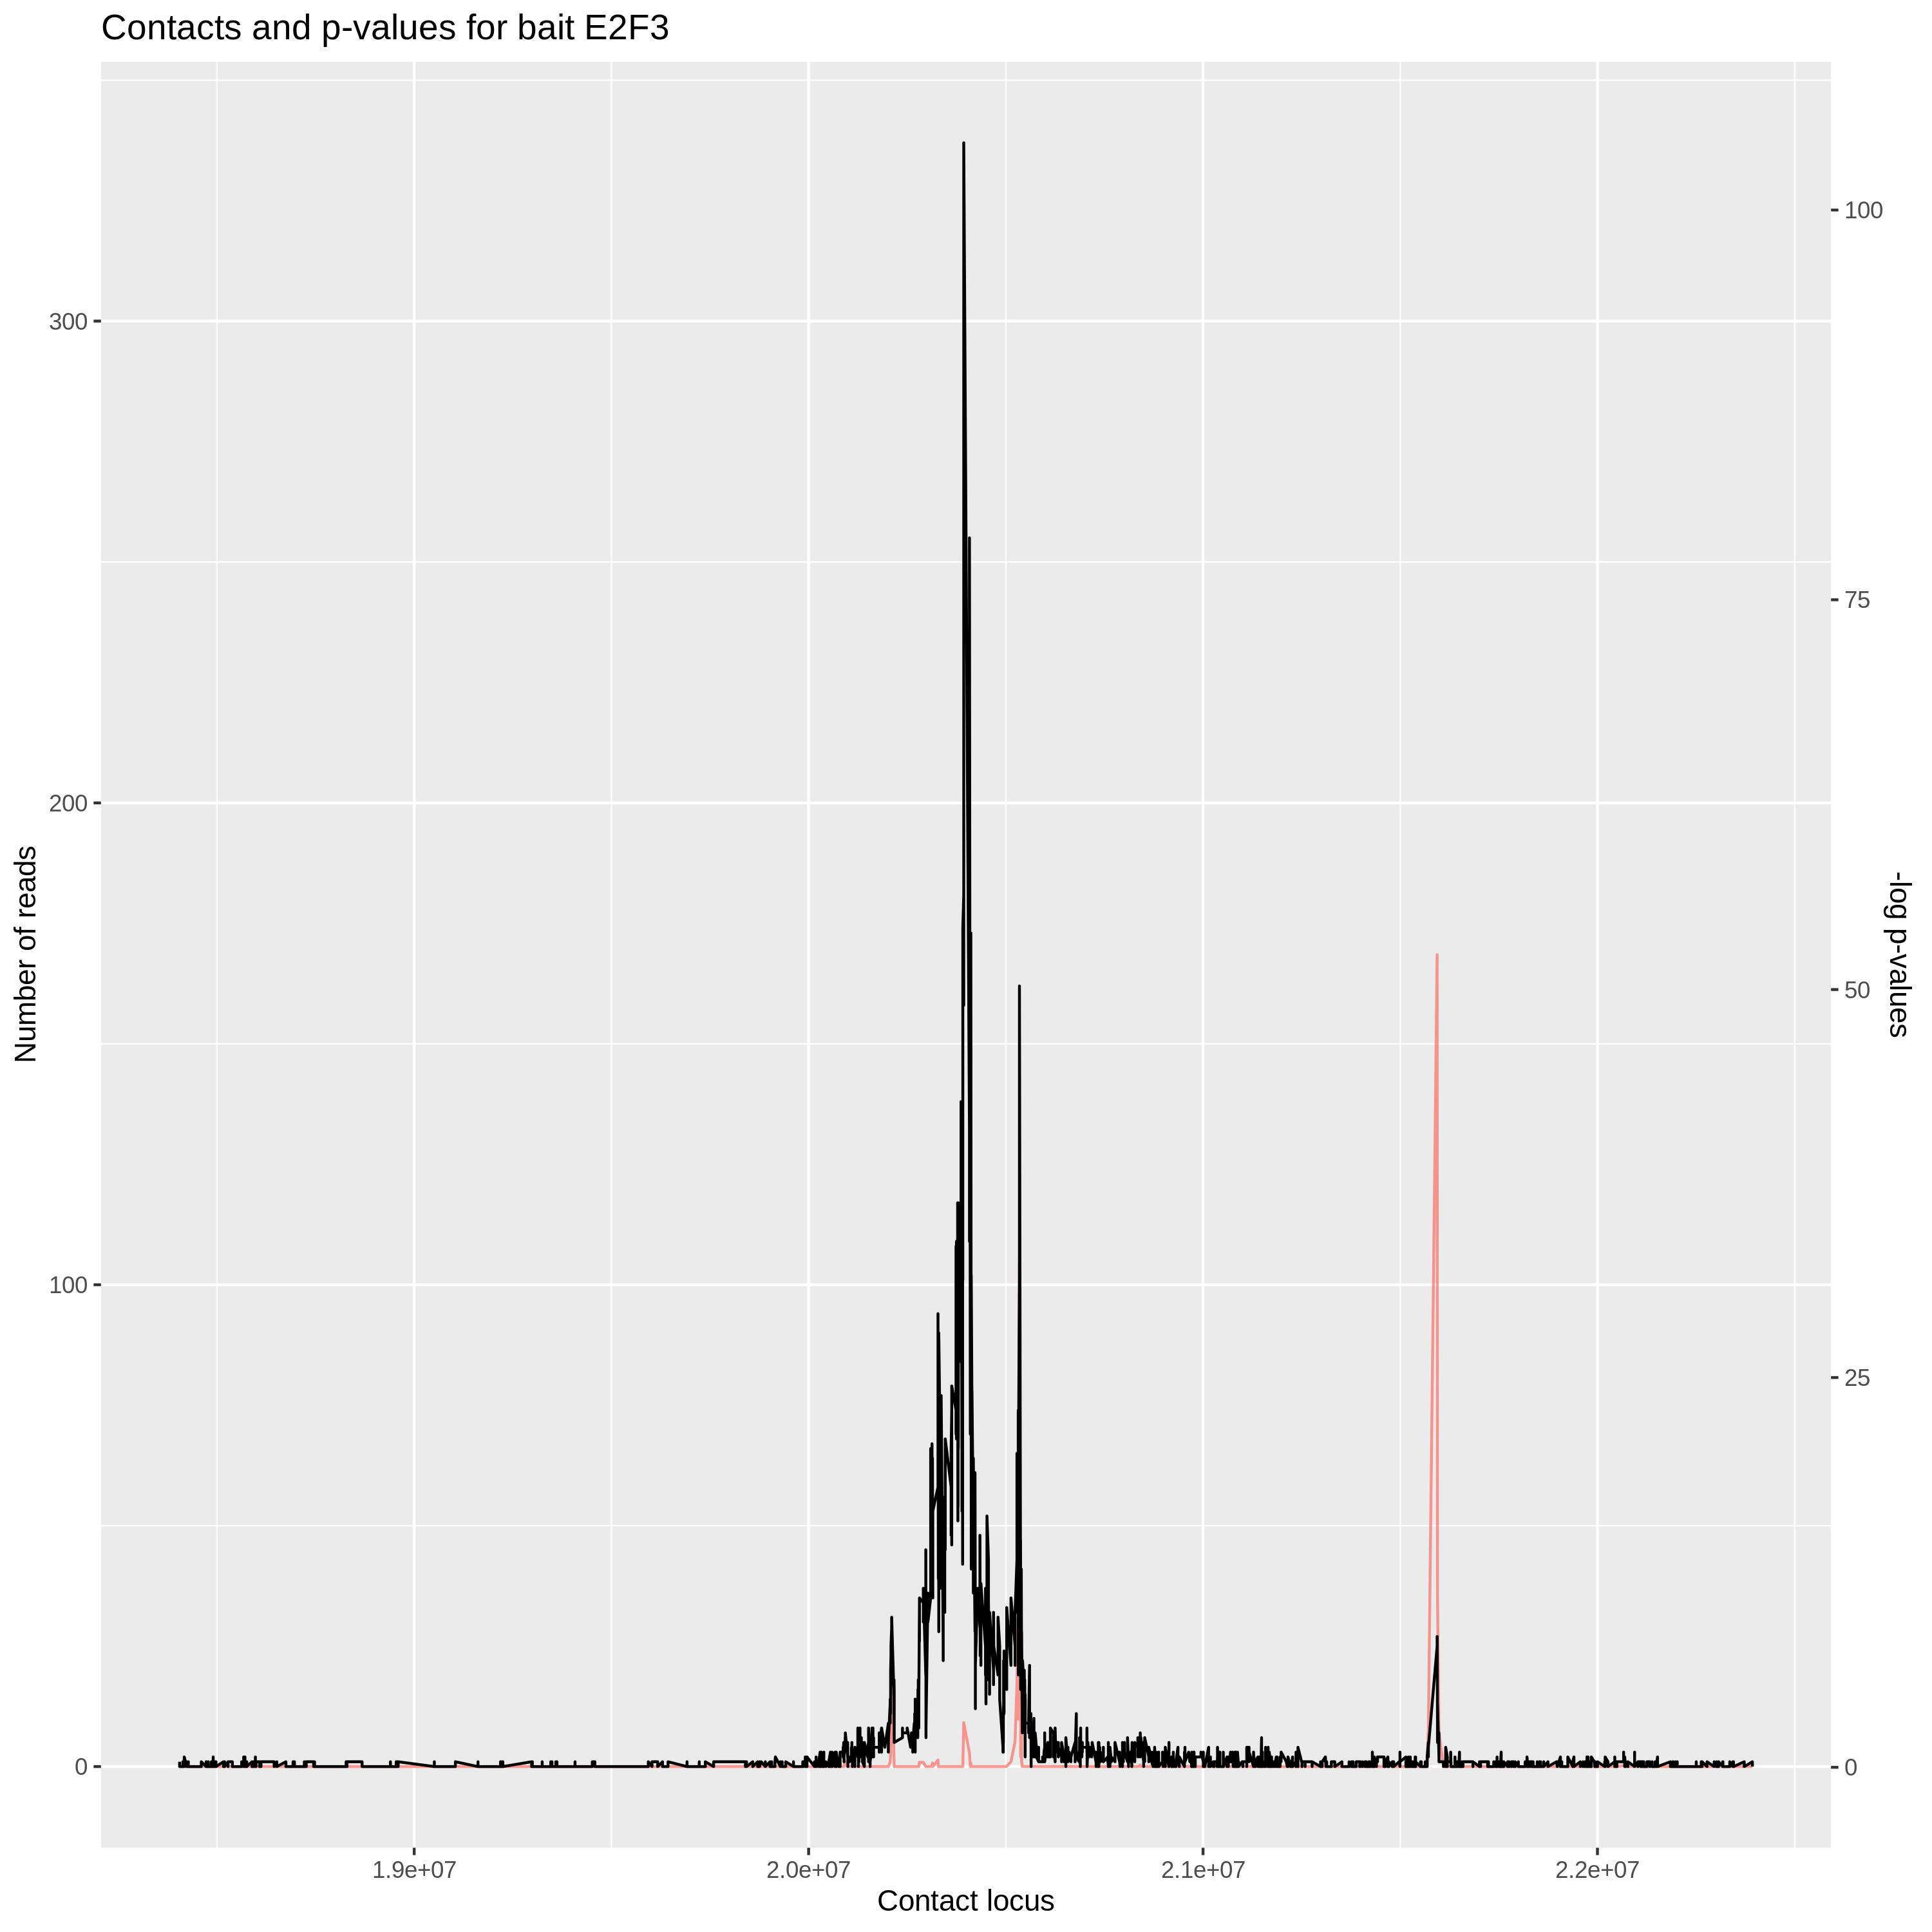 Contacts and p-values for bait E2F3
Number of reads
300
200
100
0
100
75
50
25
0
-log p-values
1.9e+07 2.0e+07 2.1e+07 2.2e+07
Contact locus